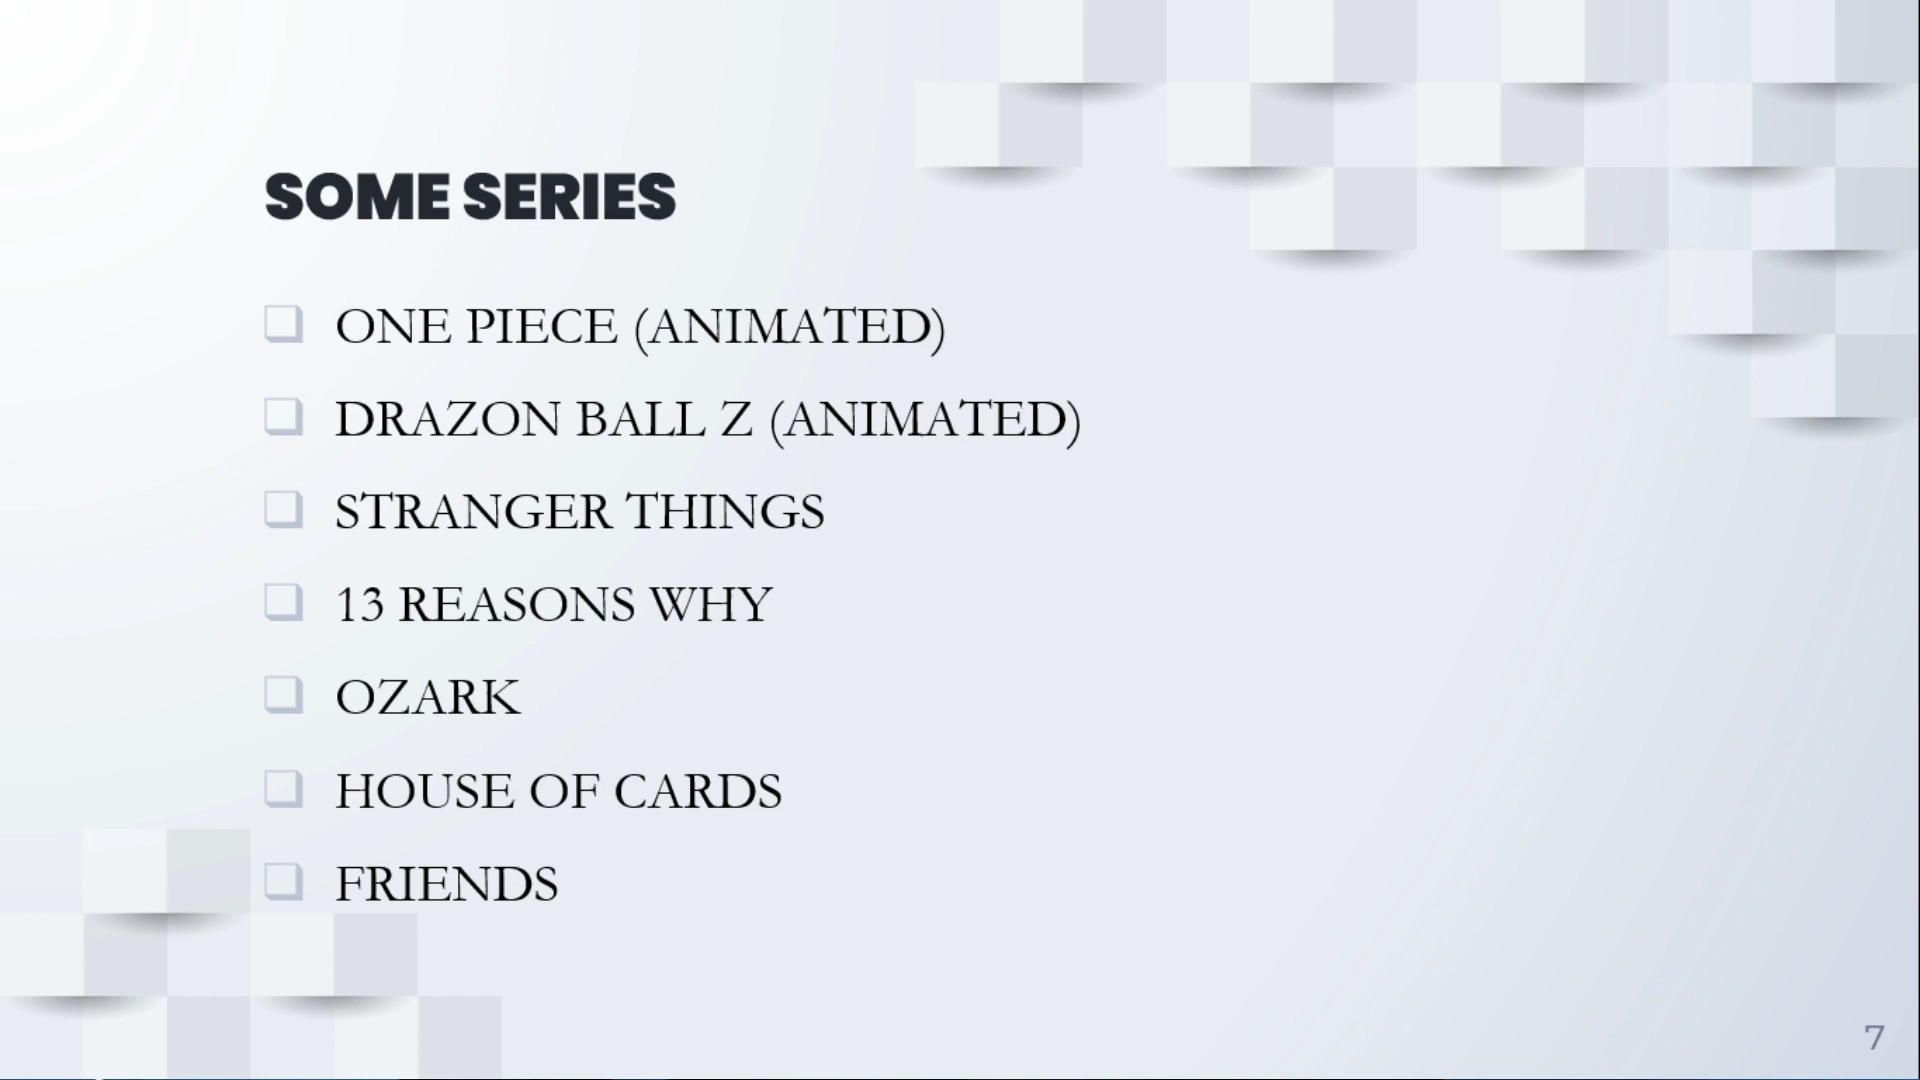 SOME SERIES
ONE PIECE (ANIMATED)
DRAZON BALL Z (ANIMATED)
STRANGER THINGS
13 REASONS WHY
OZARK
HOUSE OF CARDS
FRIENDS
7